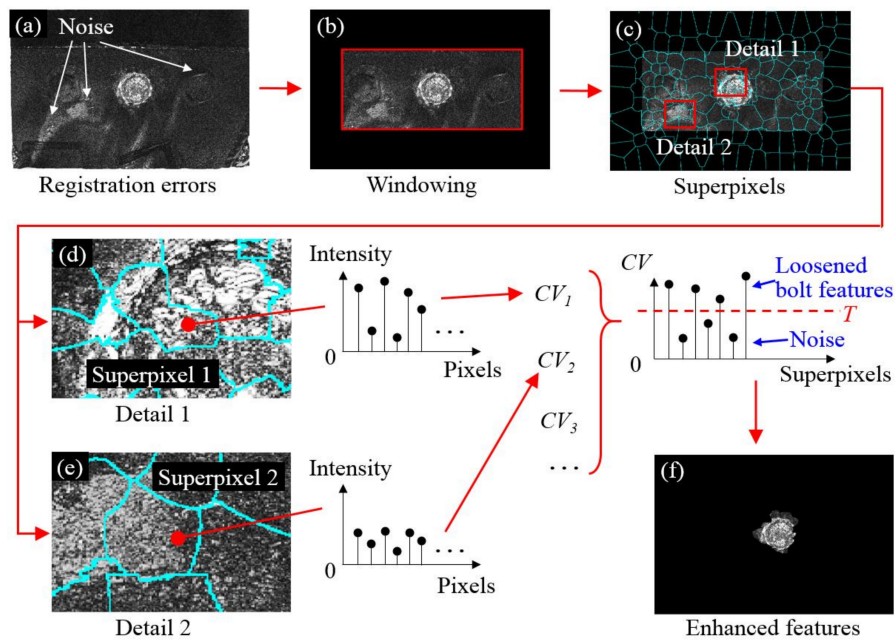 (a)
Noise
Registration errors
(b)
Windowing
(c)
Detail 1
Detail 2
Superpixels
(d)
Superpixel 1
Detail 1
Intensity
0
Pixels
. . .
CV1
CV2
CV3
. . .
CV
Loosened
bolt features
T
Noise
0
Superpixels
(e)
Superpixel 2
Detail 2
Intensity
0
Pixels
. . .
(f)
Enhanced features